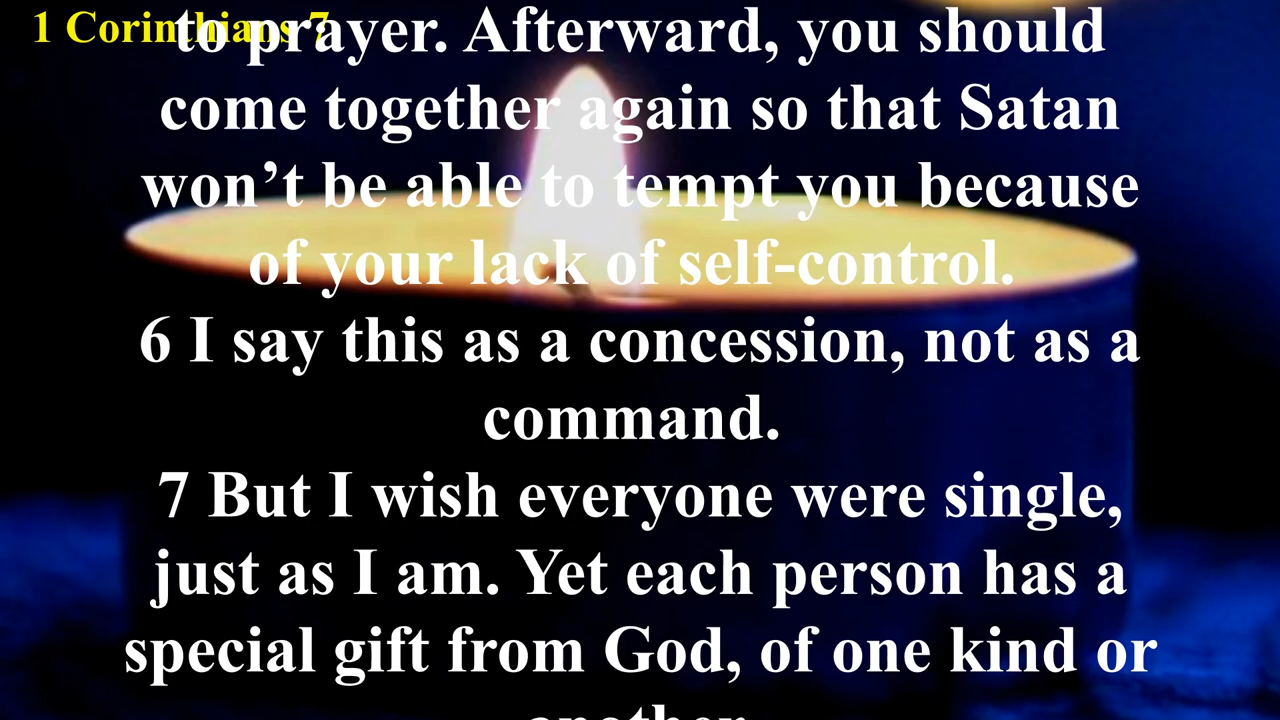 1 Corinthians 7
to prayer. Afterward, you should
come together again so that Satan
won’t be able to tempt you because
of your lack of self-control.
6 I say this as a concession, not as a
command.
7 But I wish everyone were single,
just as I am. Yet each person has a
special gift from God, of one kind or
another